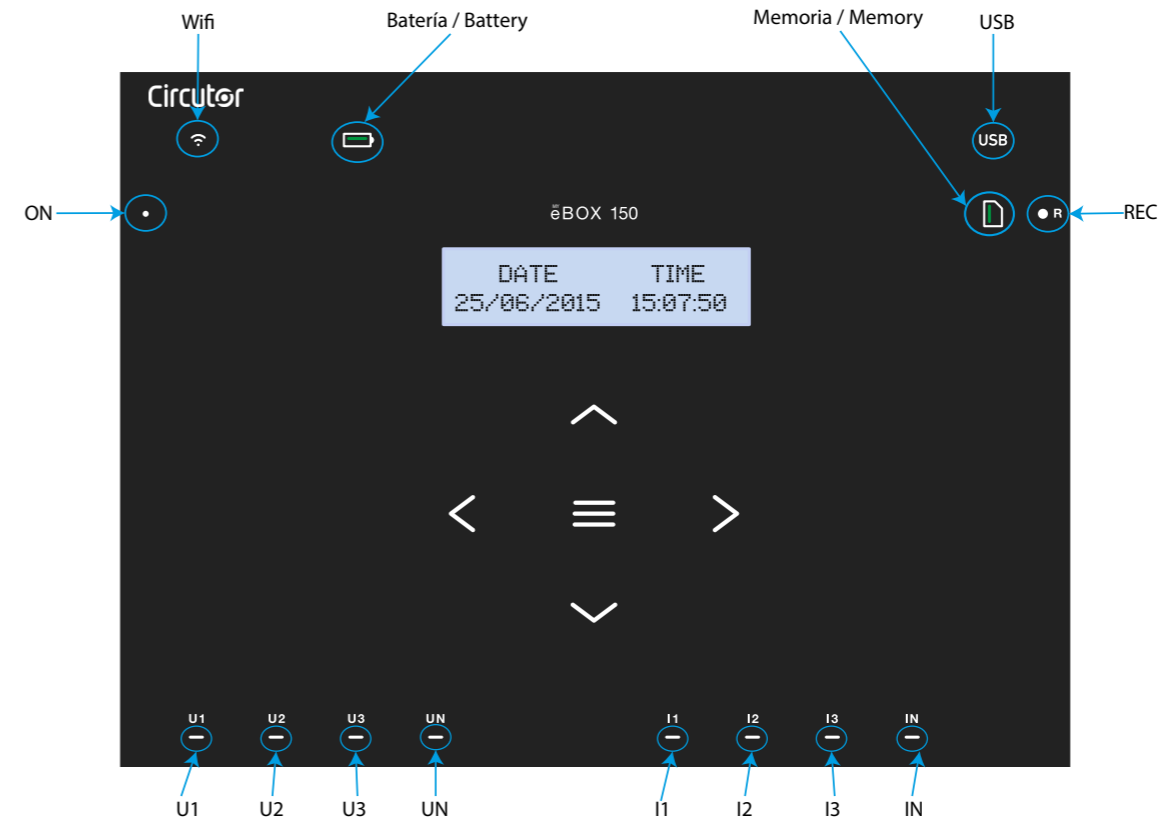 Wifi
Batería / Battery
Memoria / Memory
USB
Circutor
USB
ON
ëBOX 150
R
REC
DATE TIME
25/06/2015 15:07:50
U1 U2 U3 UN I1 I2 I3 IN
U1 U2 U3 UN I1 I2 I3 IN